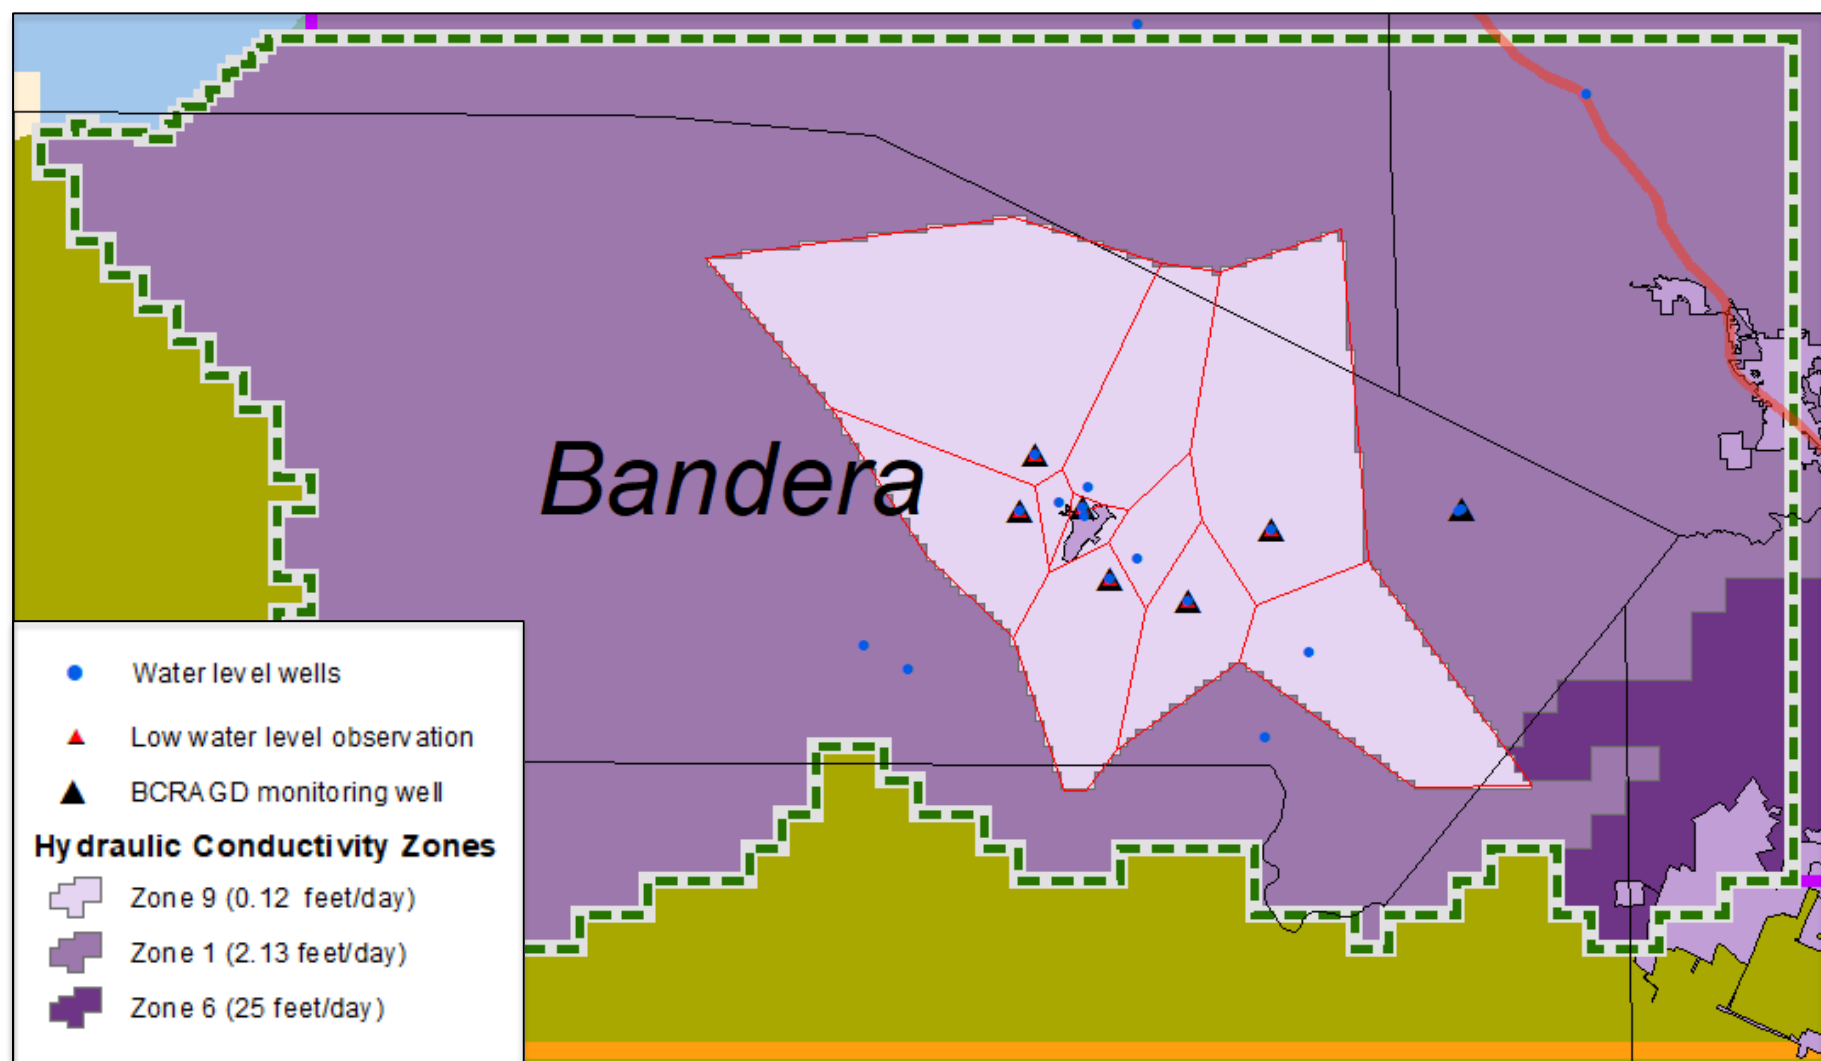 Bandera
Water level wells
Low water level observation
BCRAGD monitoring well
Hydraulic Conductivity Zones
Zone 9 (0.12 feet/day)
Zone 1 (2.13 feet/day)
Zone 6 (25 feet/day)